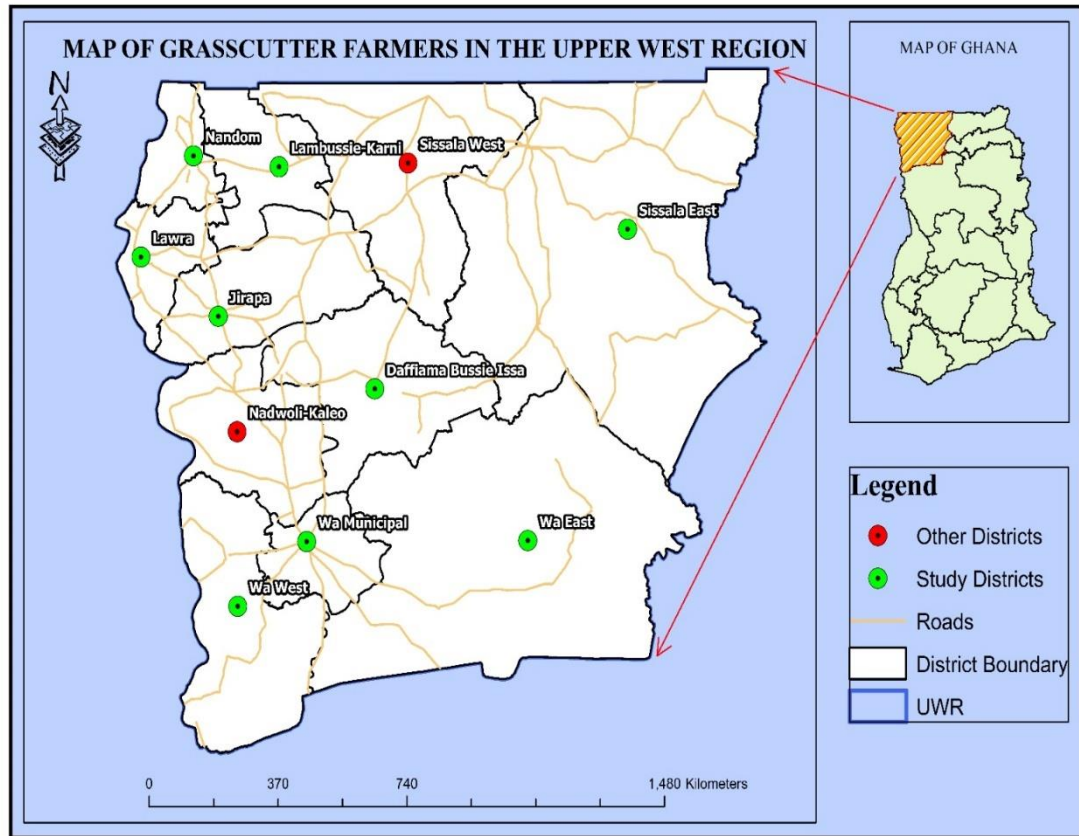 MAP OF GRASSCUTTER FARMERS IN THE UPPER WEST REGION
MAP OF GHANA
N
Nandom
Lambussie-Karni
Sissala West
Sissala East
Lawra
Jirapa
Daffiama Bussie Issa
Nadwoli-Kaleo
Wa Municipal
Wa East
Wa West
0 370 740 1,480 Kilometers
Legend
Other Districts
Study Districts
Roads
District Boundary
UWR